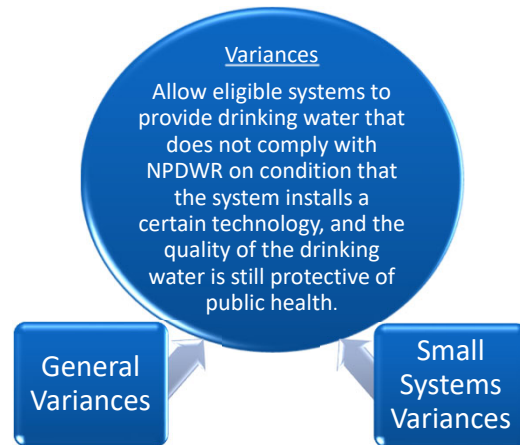 Variances
Allow eligible systems to
provide drinking water that
does not comply with
NPDWR on condition that
the system installs a
certain technology, and the
quality of the drinking
water is still protective of
public health.
General
Variances
Small
Systems
Variances